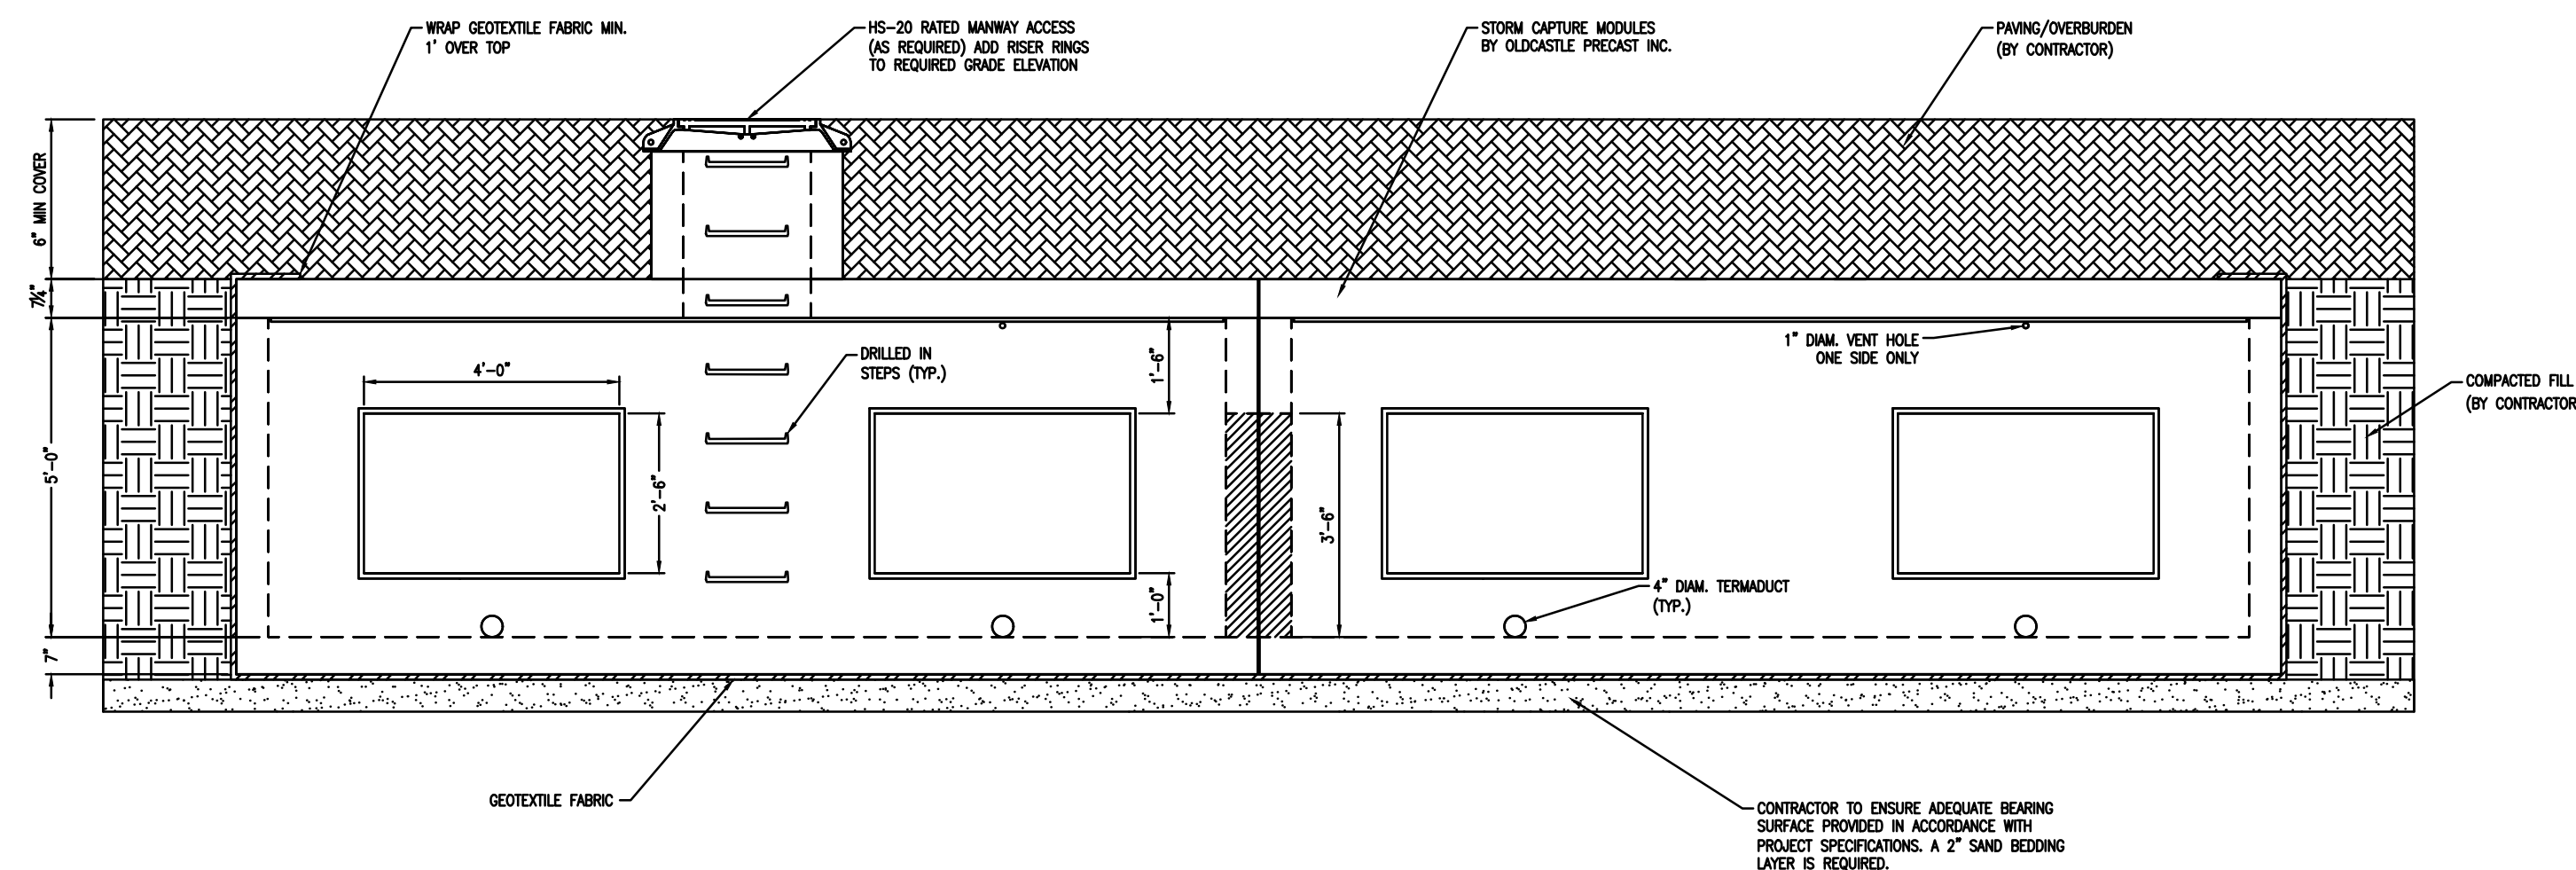 WRAP GEOTEXTILE FABRIC MIN.
1' OVER TOP
HS-20 RATED MANWAY ACCESS
(AS REQUIRED) ADD RISER RINGS
TO REQUIRED GRADE ELEVATION
STORM CAPTURE MODULES
BY OLDCASTLE PRECAST INC.
PAVING/OVERBURDEN
(BY CONTRACTOR)
6" MIN COVER
7¼"
5'-0"
7"
4'-0"
2'-6"
DRILLED IN
STEPS (TYP.)
1'-6"
1'-0"
3'-6"
1" DIAM. VENT HOLE
ONE SIDE ONLY
4" DIAM. TERMADUCT
(TYP.)
COMPACTED FILL
(BY CONTRACTOR
GEOTEXTILE FABRIC
CONTRACTOR TO ENSURE ADEQUATE BEARING
SURFACE PROVIDED IN ACCORDANCE WITH
PROJECT SPECIFICATIONS. A 2" SAND BEDDING
LAYER IS REQUIRED.